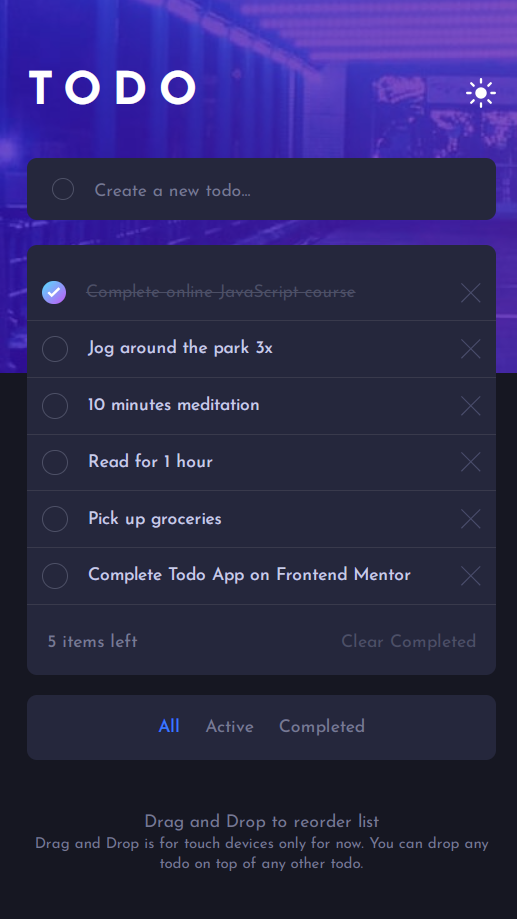 TODO
Create a new todo...
Complete online JavaScript course
Jog around the park 3x
10 minutes meditation
Read for 1 hour
Pick up groceries
Complete Todo App on Frontend Mentor
5 items left
Clear Completed
All Active Completed
Drag and Drop to reorder list
Drag and Drop is for touch devices only for now. You can drop any
todo on top of any other todo.